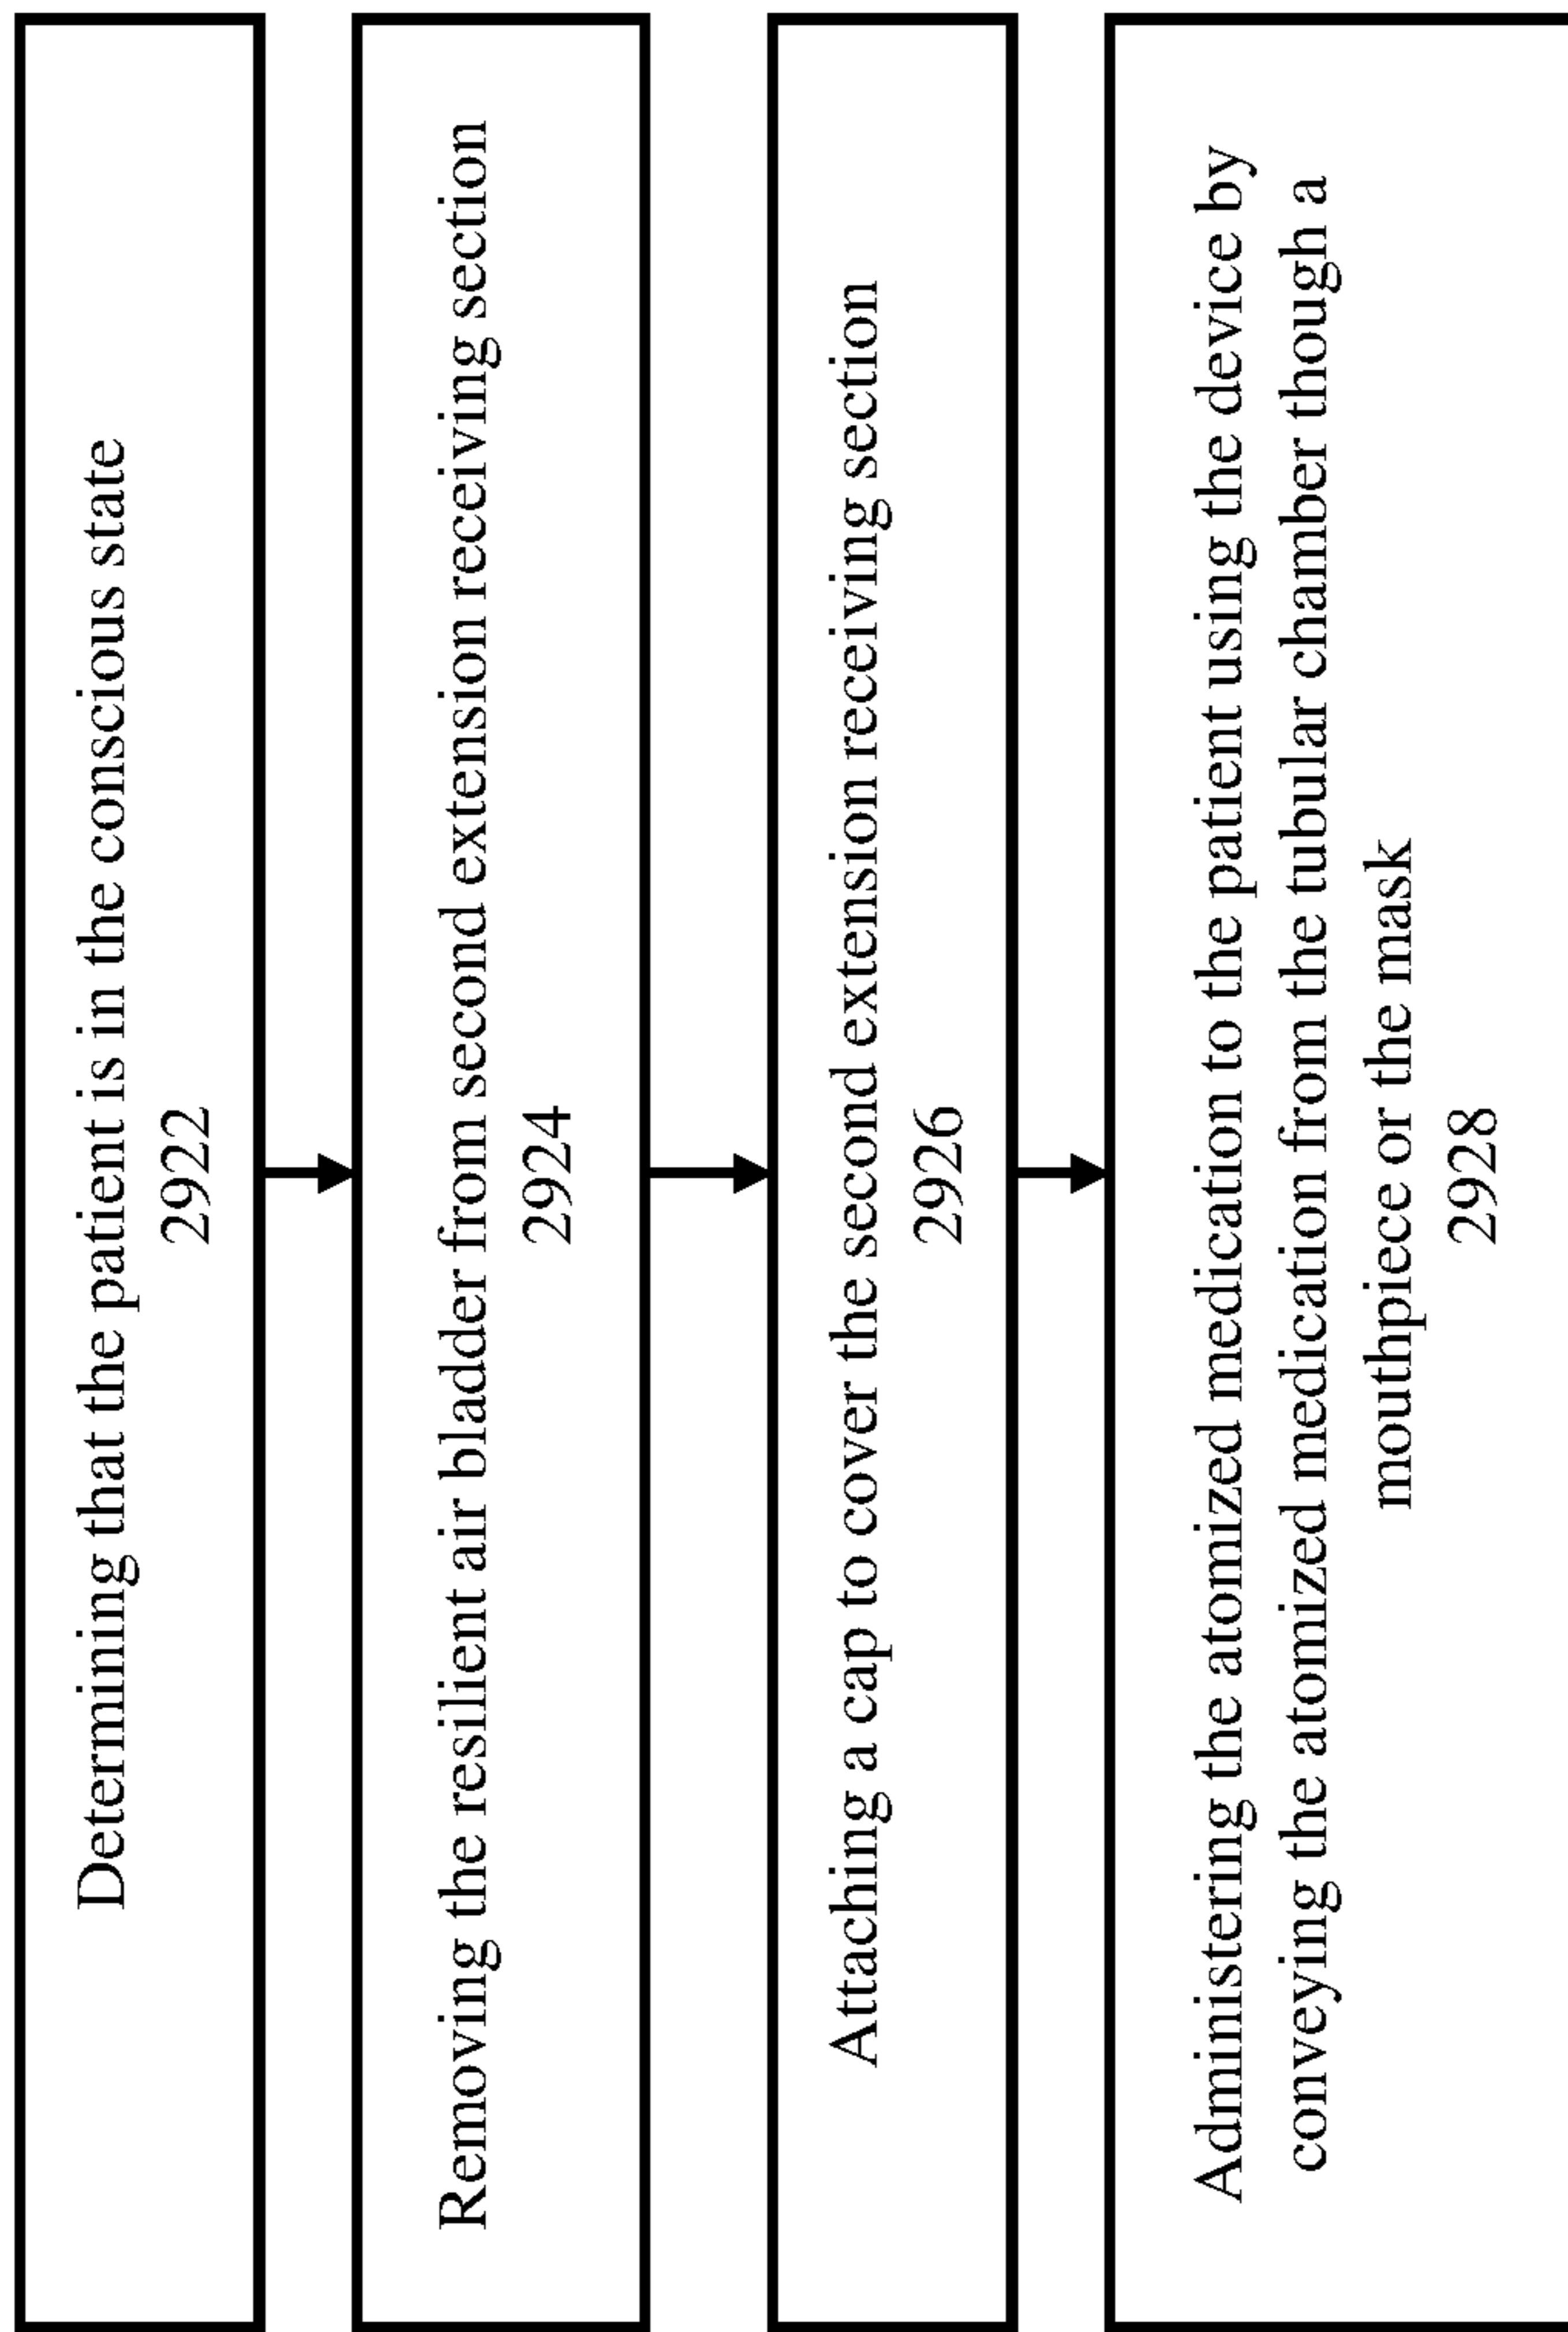 Determining that the patient is in the conscious state
2922
Removing the resilient air bladder from second extension receiving section
2924
Attaching a cap to cover the second extension receiving section
2926
Administering the atomized medication to the patient using the device by
conveying the atomized medication from the tubular chamber though a
mouthpiece or the mask
2928